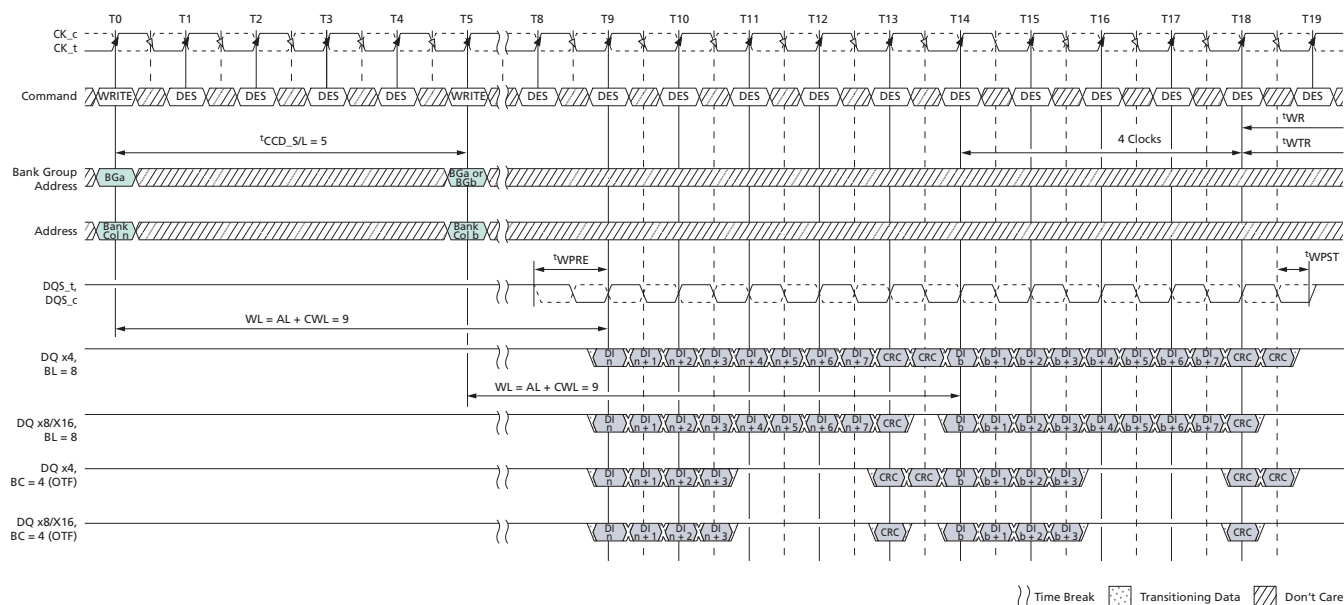 T0 T1 T2 T3 T4 T5 T8 T9 T10 T11 T12 T13 T14 T15 T16 T17 T18 T19
CK_c
CK_t
Command WRITE DES DES DES DES WRITE DES DES DES DES DES DES DES DES DES DES DES DES
tWR
tCCD_S/L = 5
4 Clocks
tWTR
Bank Group
Address
BGa
BGa or
BGb
Address
Bank
Col n
Bank
Col b
tWPRE
tWPST
DQS_t,
DQS_c
WL = AL + CWL = 9
DQ x4,
BL = 8
DI
n
DI
n + 1
DI
n + 2
DI
n + 3
DI
n + 4
DI
n + 5
DI
n + 6
DI
n + 7
CRC
CRC
DI
b
DI
b + 1
DI
b + 2
DI
b + 3
DI
b + 4
DI
b + 5
DI
b + 6
DI
b + 7
CRC
CRC
WL = AL + CWL = 9
DQ x8/X16,
BL = 8
DI
n
DI
n + 1
DI
n + 2
DI
n + 3
DI
n + 4
DI
n + 5
DI
n + 6
DI
n + 7
CRC
DI
b
DI
b + 1
DI
b + 2
DI
b + 3
DI
b + 4
DI
b + 5
DI
b + 6
DI
b + 7
CRC
DQ x4,
BC = 4 (OTF)
DI
n
DI
n + 1
DI
n + 2
DI
n + 3
CRC
CRC
DI
b
DI
b + 1
DI
b + 2
DI
b + 3
CRC
CRC
DQ x8/X16,
BC = 4 (OTF)
DI
n
DI
n + 1
DI
n + 2
DI
n + 3
CRC
DI
b
DI
b + 1
DI
b + 2
DI
b + 3
CRC
Time Break Transitioning Data Don't Care